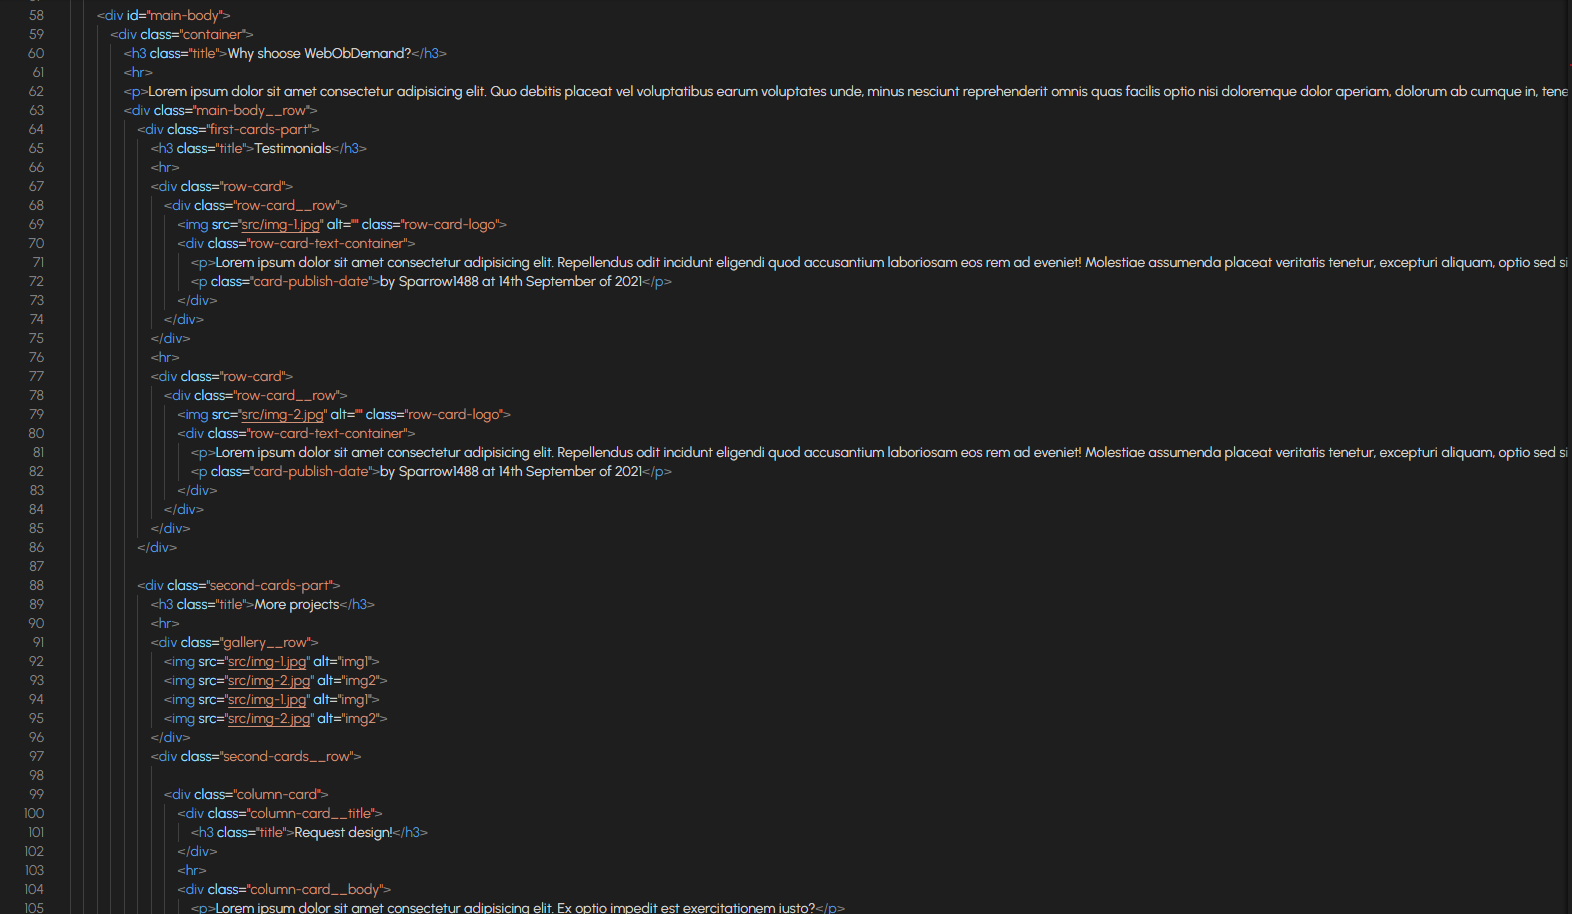 58 <div id="main-body">
59 <div class="container">
60 <h3 class="title">Why choose WebObDemand?</h3>
61 <hr>
62 <p>Lorem ipsum dolor sit amet consectetur adipisicing elit. Quo debitis placeat vel voluptatibus earum voluptates unde, minus nesciunt reprehenderit omnis quas facilis optio nisi doloremque dolor aperiam, dolorum ab cumque in, tene
63 <div class="main-body__row">
64 <div class="first-cards-part">
65 <h3 class="title">Testimonials</h3>
66 <hr>
67 <div class="row-card">
68 <div class="row-card__row">
69 <img src="src/img-1.jpg" alt="" class="row-card-logo">
70 <div class="row-card-text-container">
71 <p>Lorem ipsum dolor sit amet consectetur adipisicing elit. Repellendus odit incidunt eligendi quod accusantium laboriosam eos rem ad eveniet! Molestiae assumenda placeat veritatis tenetur, excepturi aliquam, optio sed si
72 <p class="card-publish-date">by Sparrow1488 at 14th September of 2021</p>
73 </div>
74 </div>
75 </div>
76 <hr>
77 <div class="row-card">
78 <div class="row-card__row">
79 <img src="src/img-2.jpg" alt="" class="row-card-logo">
80 <div class="row-card-text-container">
81 <p>Lorem ipsum dolor sit amet consectetur adipisicing elit. Repellendus odit incidunt eligendi quod accusantium laboriosam eos rem ad eveniet! Molestiae assumenda placeat veritatis tenetur, excepturi aliquam, optio sed si
82 <p class="card-publish-date">by Sparrow1488 at 14th September of 2021</p>
83 </div>
84 </div>
85 </div>
86 </div>
87
88 <div class="second-cards-part">
89 <h3 class="title">More projects</h3>
90 <hr>
91 <div class="gallery__row">
92 <img src="src/img-1.jpg" alt="img1">
93 <img src="src/img-2.jpg" alt="img2">
94 <img src="src/img-1.jpg" alt="img1">
95 <img src="src/img-2.jpg" alt="img2">
96 </div>
97 <div class="second-cards__row">
98
99 <div class="column-card">
100 <div class="column-card__title">
101 <h3 class="title">Request design!</h3>
102 </div>
103 <hr>
104 <div class="column-card__body">
105 <p>Lorem ipsum dolor sit amet consectetur adipisicing elit. Ex optio impedit est exercitationem iusto?</p>